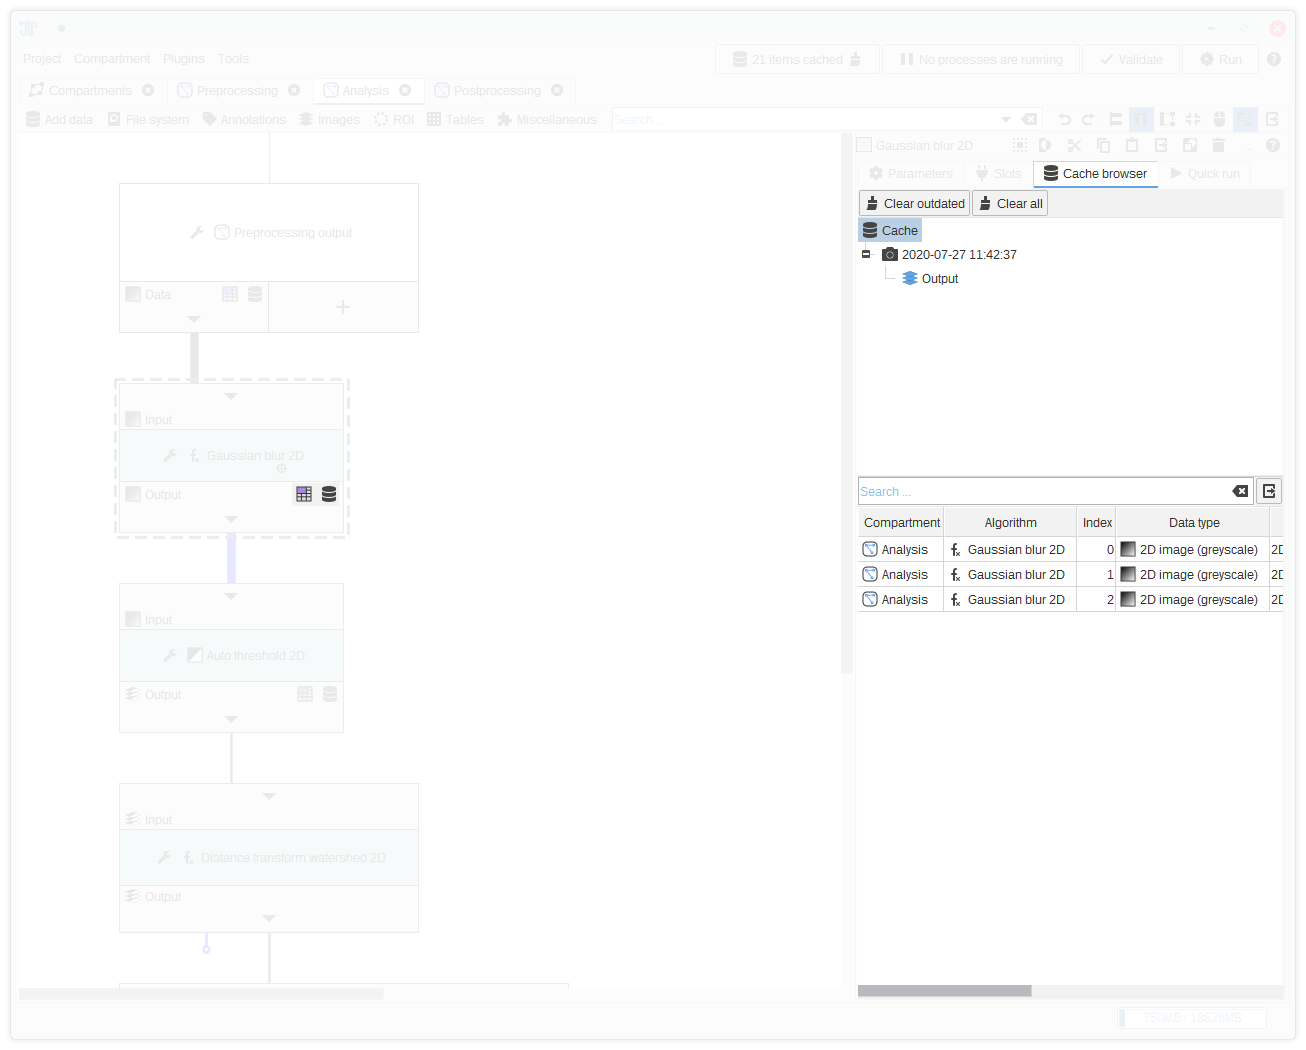 Project Compartment Plugins Tools 21 items cached No processes are running Validate Run
Compartments Preprocessing Analysis Postprocessing
Add data File system Annotations Images ROI Tables Miscellaneous Search ...
Gaussian blur 2D
Parameters Slots Cache browser Quick run
Clear outdated Clear all
Cache
2020-07-27 11:42:37
Output
Preprocessing output
Data
Input
Gaussian blur 2D
Output
Search ...
Compartment Algorithm Index Data type
Analysis Gaussian blur 2D 0 2D image (greyscale) 2D
Analysis Gaussian blur 2D 1 2D image (greyscale) 2D
Analysis Gaussian blur 2D 2 2D image (greyscale) 2D
Input
Auto threshold 2D
Output
Input
Distance transform watershed 2D
Output
750MB / 18828MB